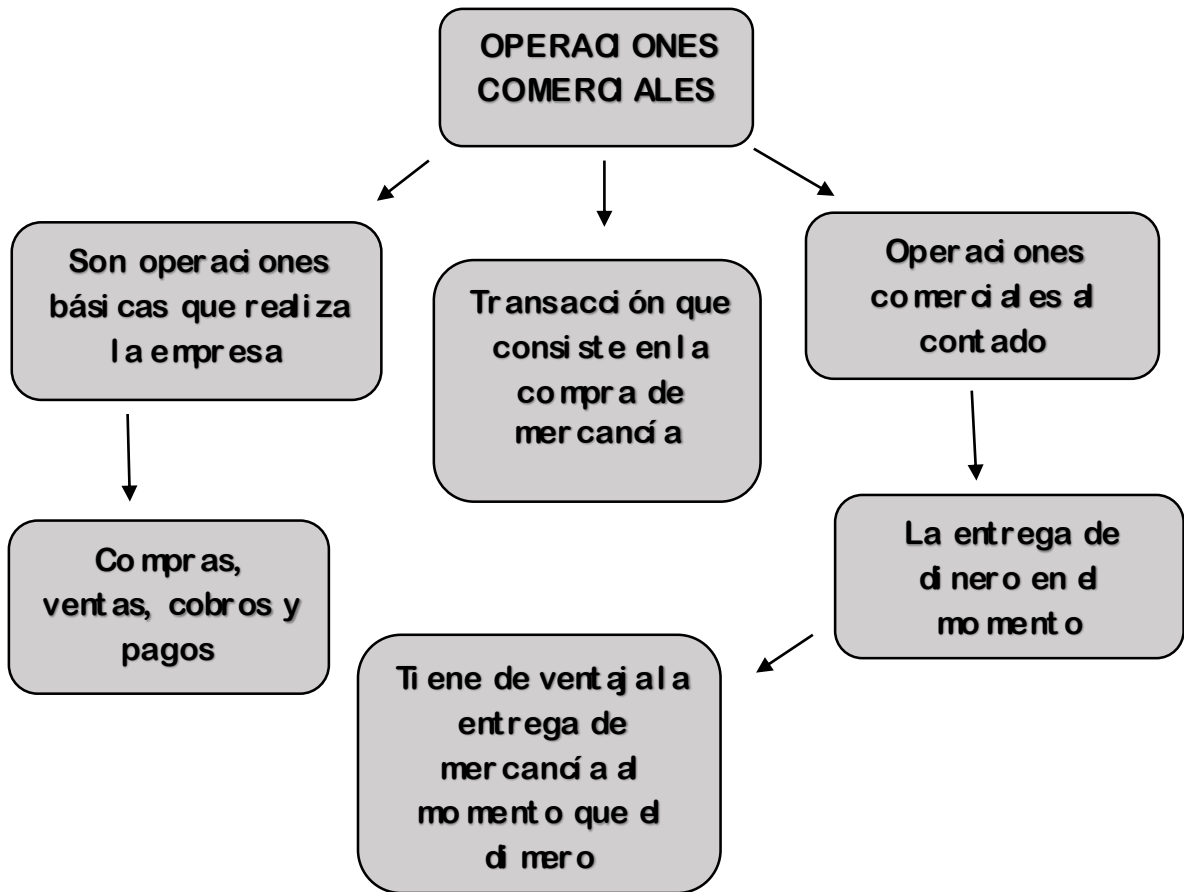 OPERACIONES
COMERCIALES
Son operaciones
básicas que realiza
la empresa
Transacción que
consiste en la
compra de
mercancía
Operaciones
comerciales al
contado
Compras,
ventas, cobros y
pagos
La entrega de
dinero en el
momento
Tiene de ventaja la
entrega de
mercancía al
momento que el
dimero